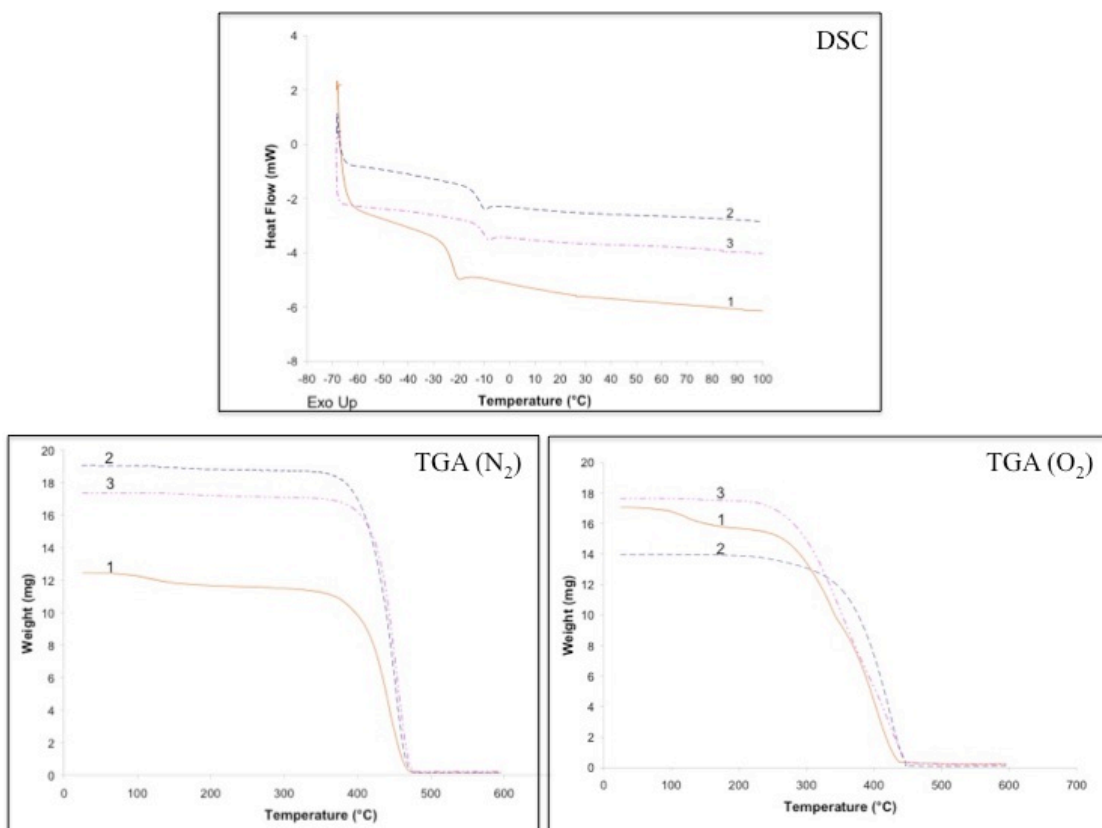 DSC
4
2
0
-2
-4
-6
-8
Heat Flow (mW)
2
3
1
-80 -70 -60 -50 -40 -30 -20 -10 0 10 20 30 40 50 60 70 80 90 100
Exo Up
Temperature (°C)
TGA (N2)
20
18
16
14
12
10
8
6
4
2
0
Weight (mg)
2
3
1
0 100 200 300 400 500 600
Temperature (°C)
TGA (O2)
20
18
16
14
12
10
8
6
4
2
0
Weight (mg)
3
1
2
0 100 200 300 400 500 600 700
Temperature (°C)